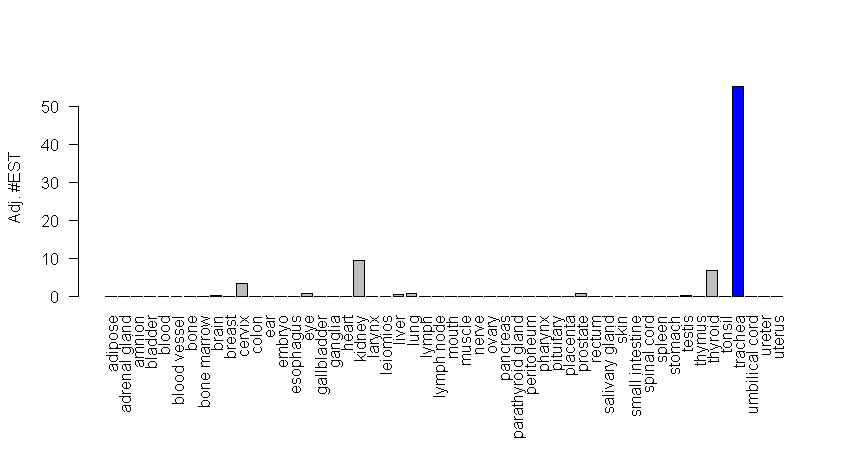 Adj. #EST
50
40
30
20
10
0
adipose
adrenal gland
amnion
bladder
blood
blood vessel
bone
bone marrow
brain
breast
cervix
colon
ear
embryo
esophagus
eye
gallbladder
ganglia
heart
kidney
larynx
leiomios
liver
lung
lymph
lymph node
mouth
muscle
nerve
ovary
pancreas
parathyroid gland
peritoneum
pharynx
pituitary
placenta
prostate
rectum
salivary gland
skin
small intestine
spinal cord
spleen
stomach
testis
thymus
thyroid
tonsil
trachea
umbilical cord
ureter
uterus